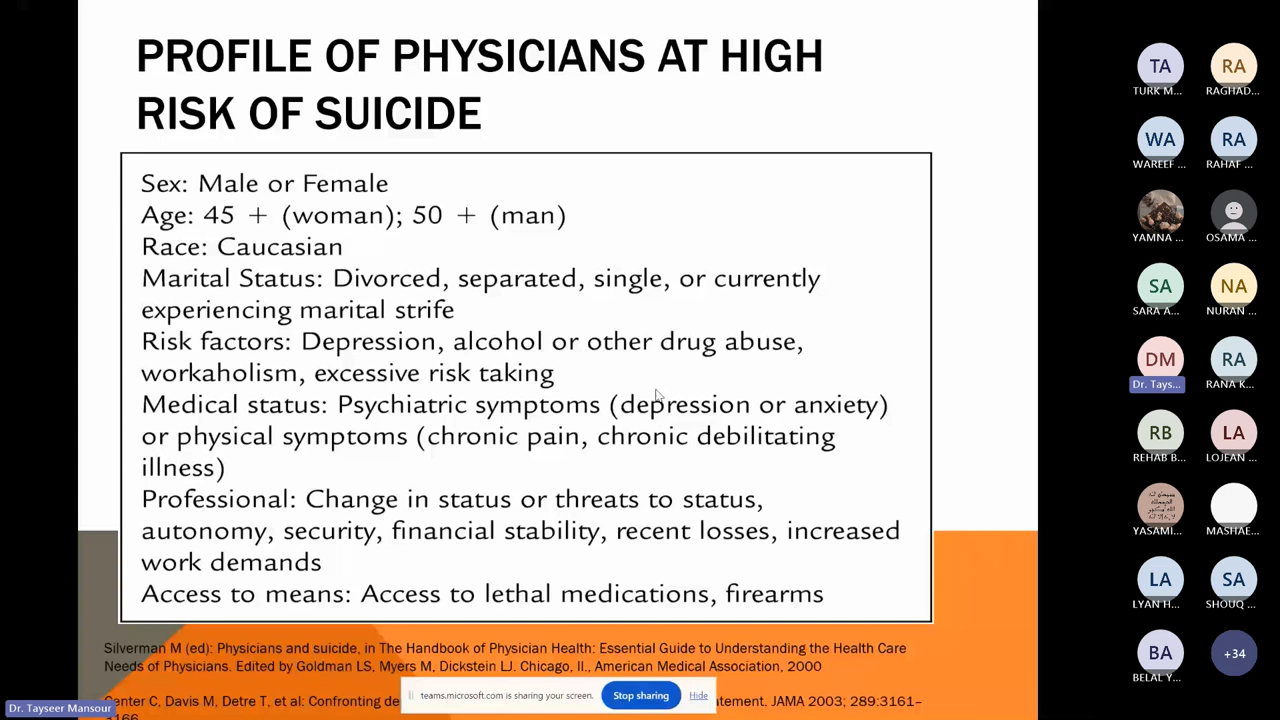 PROFILE OF PHYSICIANS AT HIGH
RISK OF SUICIDE
Sex: Male or Female
Age: 45 + (woman); 50 + (man)
Race: Caucasian
Marital Status: Divorced, separated, single, or currently
experiencing marital strife
Risk factors: Depression, alcohol or other drug abuse,
workaholism, excessive risk taking
Medical status: Psychiatric symptoms (depression or anxiety)
or physical symptoms (chronic pain, chronic debilitating
illness)
Professional: Change in status or threats to status,
autonomy, security, financial stability, recent losses, increased
work demands
Access to means: Access to lethal medications, firearms
Silverman M (ed): Physicians and suicide, in The Handbook of Physician Health: Essential Guide to Understanding the Health Care
Needs of Physicians. Edited by Goldman LS, Myers M, Dickstein LJ. Chicago, Il., American Medical Association, 2000
Davis M, Detre T, et al: Confronting JAMA 2003; 289:3161–
teams.microsoft.com is sharing your screen.
Stop sharing
Hide
Dr. Tayseer Mansour
TA
RA
TURK M...
RAGHAD...
WA
RA
WAREEF ...
RAHAF ...
YAMNA ...
OSAMA ...
SA
NA
SARA A...
NURAN ...
DM
RA
Dr. Tays...
RANA K...
RB
LA
REHAB B...
LOJEAN ...
YASAMI...
MASHAE...
LA
SA
LYAN H...
SHOUQ ...
BA
+34
BELAL Y...